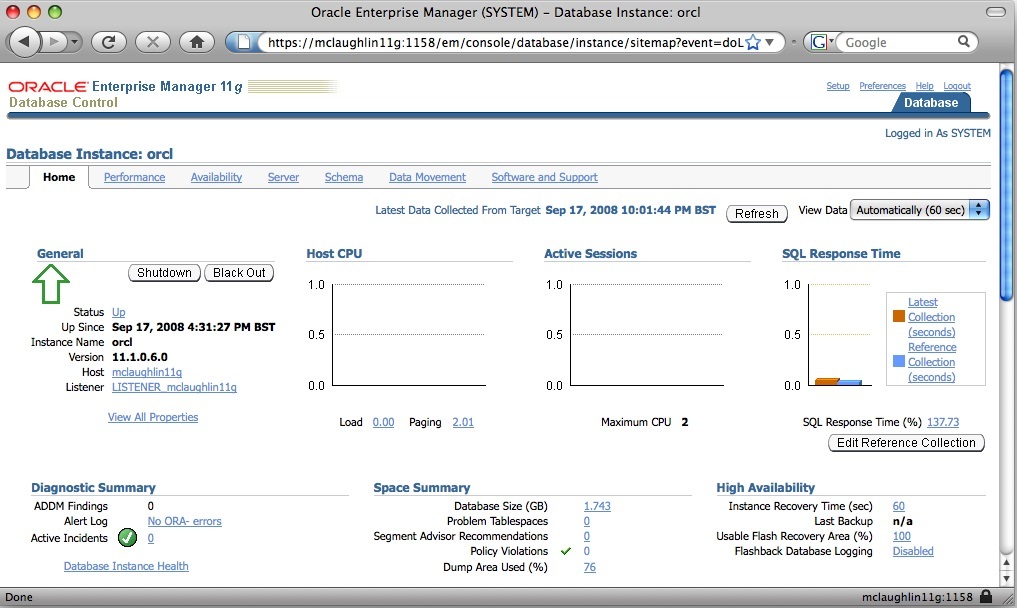 Oracle Enterprise Manager (SYSTEM) – Database Instance: orcl
https://mclaughlin11g:1158/em/console/database/instance/sitemap?event=doL
G
Google
ORACLE Enterprise Manager 11g
Database Control
Setup Preferences Help Logout
Database
Logged in As SYSTEM
Database Instance: orcl
Home Performance Availability Server Schema Data Movement Software and Support
Latest Data Collected From Target Sep 17, 2008 10:01:44 PM BST Refresh View Data Automatically (60 sec)
General
Shutdown Black Out
Status Up
Up Since Sep 17, 2008 4:31:27 PM BST
Instance Name orcl
Version 11.1.0.6.0
Host mclaughlin11g
Listener LISTENER_mclaughlin11g
View All Properties
Host CPU
1.0
0.5
0.0
Load 0.00 Paging 2.01
Active Sessions
1.0
0.5
0.0
Maximum CPU 2
SQL Response Time
1.0
0.5
0.0
Latest
Collection
(seconds)
Reference
Collection
(seconds)
SQL Response Time (%) 137.73
Edit Reference Collection
Diagnostic Summary
ADDM Findings 0
Alert Log No ORA- errors
Active Incidents 0
Database Instance Health
Space Summary
Database Size (GB) 1.743
Problem Tablespaces 0
Segment Advisor Recommendations 0
Policy Violations 0
Dump Area Used (%) 76
High Availability
Instance Recovery Time (sec) 60
Last Backup n/a
Usable Flash Recovery Area (%) 100
Flashback Database Logging Disabled
Done
mclaughlin11g:1158